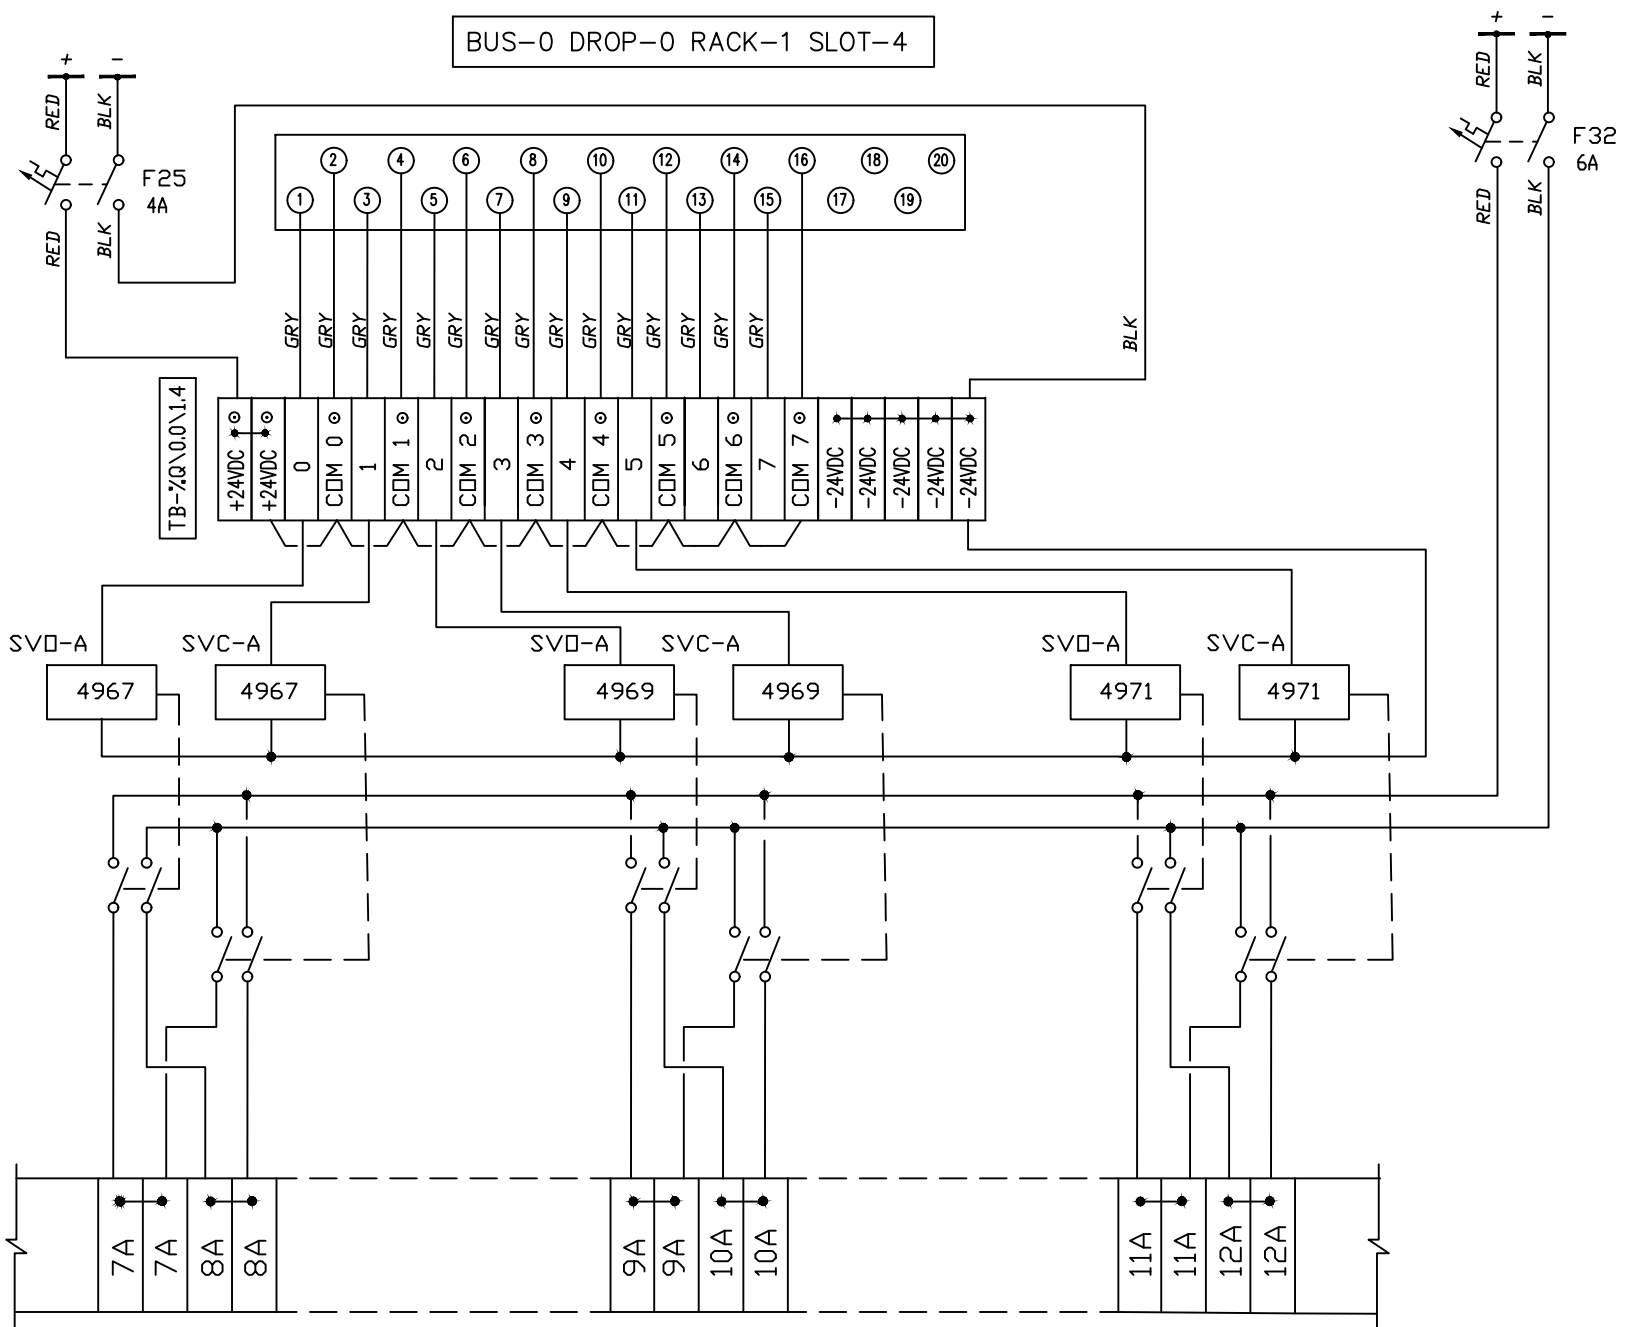 BUS-0 DROP-0 RACK-1 SLOT-4
+ -
+ -
RED BLK
RED BLK
F25
4A
F32
6A
RED BLK
RED BLK
2 4 6 8 10 12 14 16 18 20
1 3 5 7 9 11 13 15 17 19
GRY GRY GRY GRY GRY GRY GRY GRY GRY GRY GRY GRY GRY GRY GRY
BLK
TB-%Q\0.0\1.4
+24VDC
+24VDC
0
COM 0
1
COM 1
2
COM 2
3
COM 3
4
COM 4
5
COM 5
6
COM 6
7
COM 7
-24VDC
-24VDC
-24VDC
-24VDC
-24VDC
SVO-A SVC-A SVO-A SVC-A SVO-A SVC-A
4967 4967 4969 4969 4971 4971
7A 7A 8A 8A 9A 9A 10A 10A 11A 11A 12A 12A